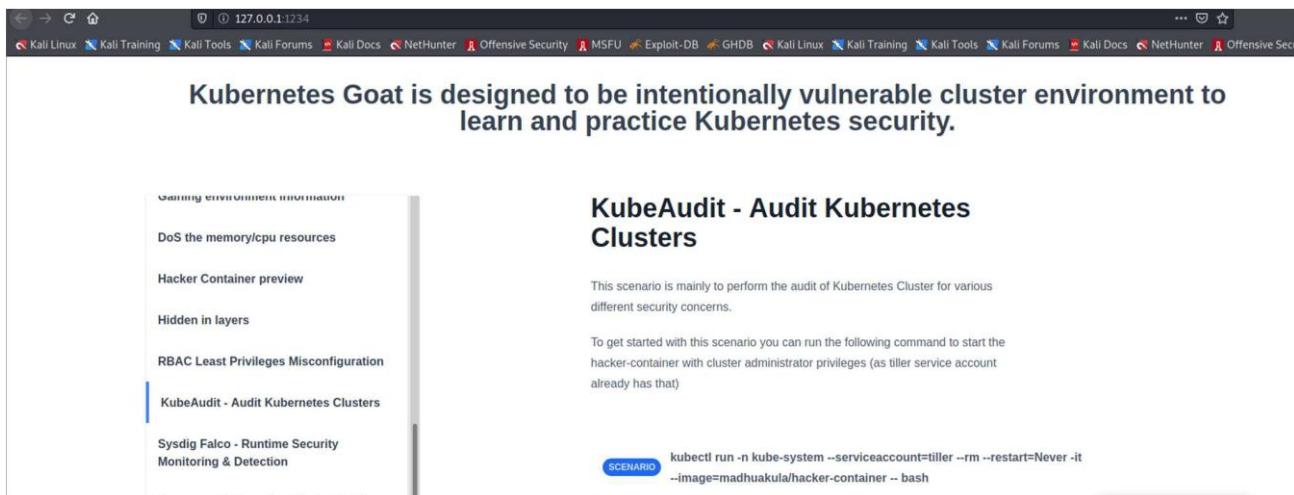 127.0.0.1:1234
Kali Linux Kali Training Kali Tools Kali Forums Kali Docs NetHunter Offensive Security MSFU Exploit-DB GHDB Kali Linux Kali Training Kali Tools Kali Forums Kali Docs NetHunter Offensive Sec
Kubernetes Goat is designed to be intentionally vulnerable cluster environment to
learn and practice Kubernetes security.
Gaining environment information
DoS the memory/cpu resources
Hacker Container preview
Hidden in layers
RBAC Least Privileges Misconfiguration
KubeAudit - Audit Kubernetes Clusters
Sysdig Falco - Runtime Security
Monitoring & Detection
KubeAudit - Audit Kubernetes
Clusters
This scenario is mainly to perform the audit of Kubernetes Cluster for various
different security concerns.
To get started with this scenario you can run the following command to start the
hacker-container with cluster administrator privileges (as tiller service account
already has that)
SCENARIO
kubectl run -n kube-system --serviceaccount=tiller --rm --restart=Never -it
--image=madhuakula/hacker-container -- bash